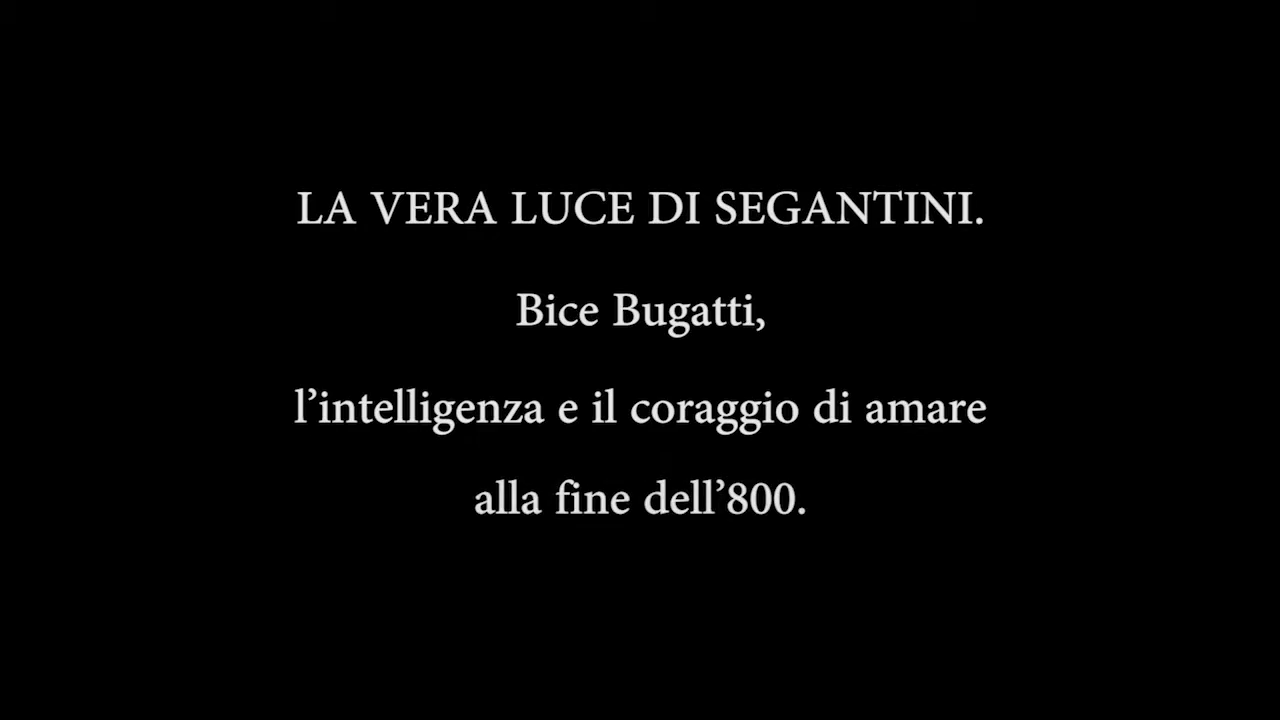 LA VERA LUCE DI SEGANTINI.
Bice Bugatti,
l’intelligenza e il coraggio di amare
alla fine dell’800.